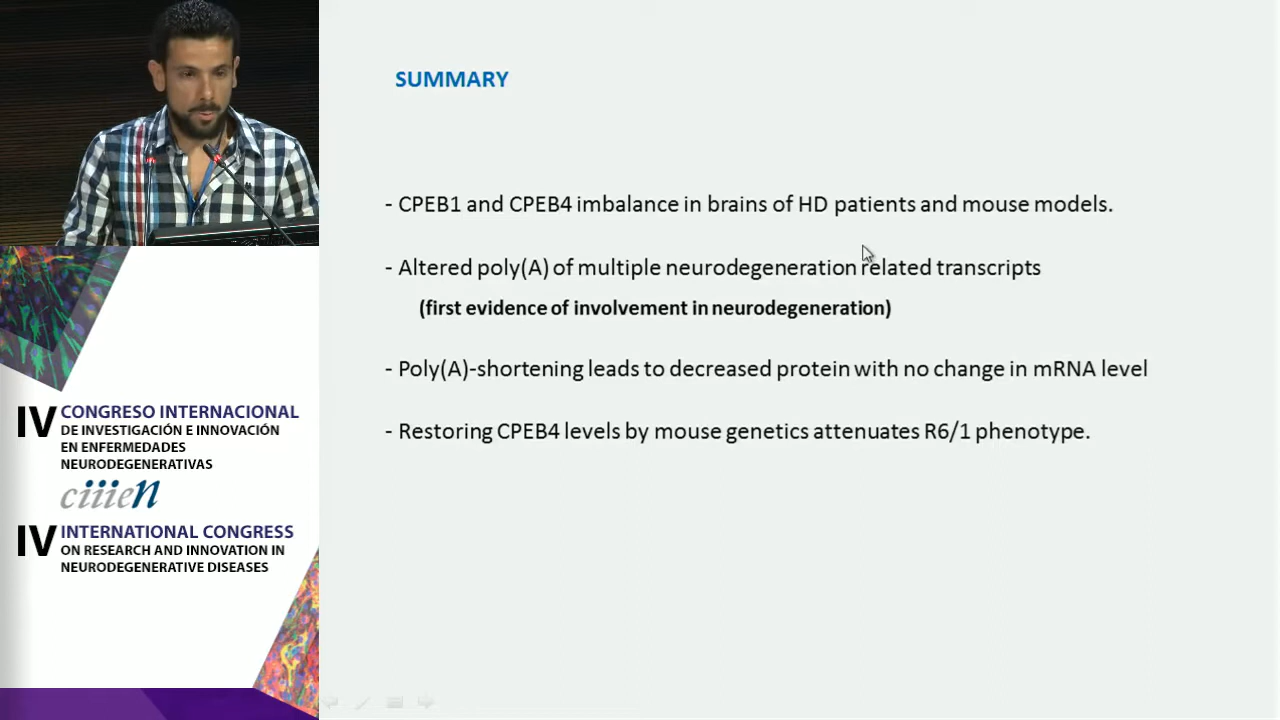 SUMMARY
- CPEB1 and CPEB4 imbalance in brains of HD patients and mouse models.
- Altered poly(A) of multiple neurodegeneration related transcripts
(first evidence of involvement in neurodegeneration)
- Poly(A)-shortening leads to decreased protein with no change in mRNA level
- Restoring CPEB4 levels by mouse genetics attenuates R6/1 phenotype.
IV CONGRESO INTERNACIONAL
DE INVESTIGACIÓN E INNOVACIÓN
EN ENFERMEDADES
NEURODEGENERATIVAS
ciiien
IV INTERNATIONAL CONGRESS
ON RESEARCH AND INNOVATION IN
NEURODEGENERATIVE DISEASES